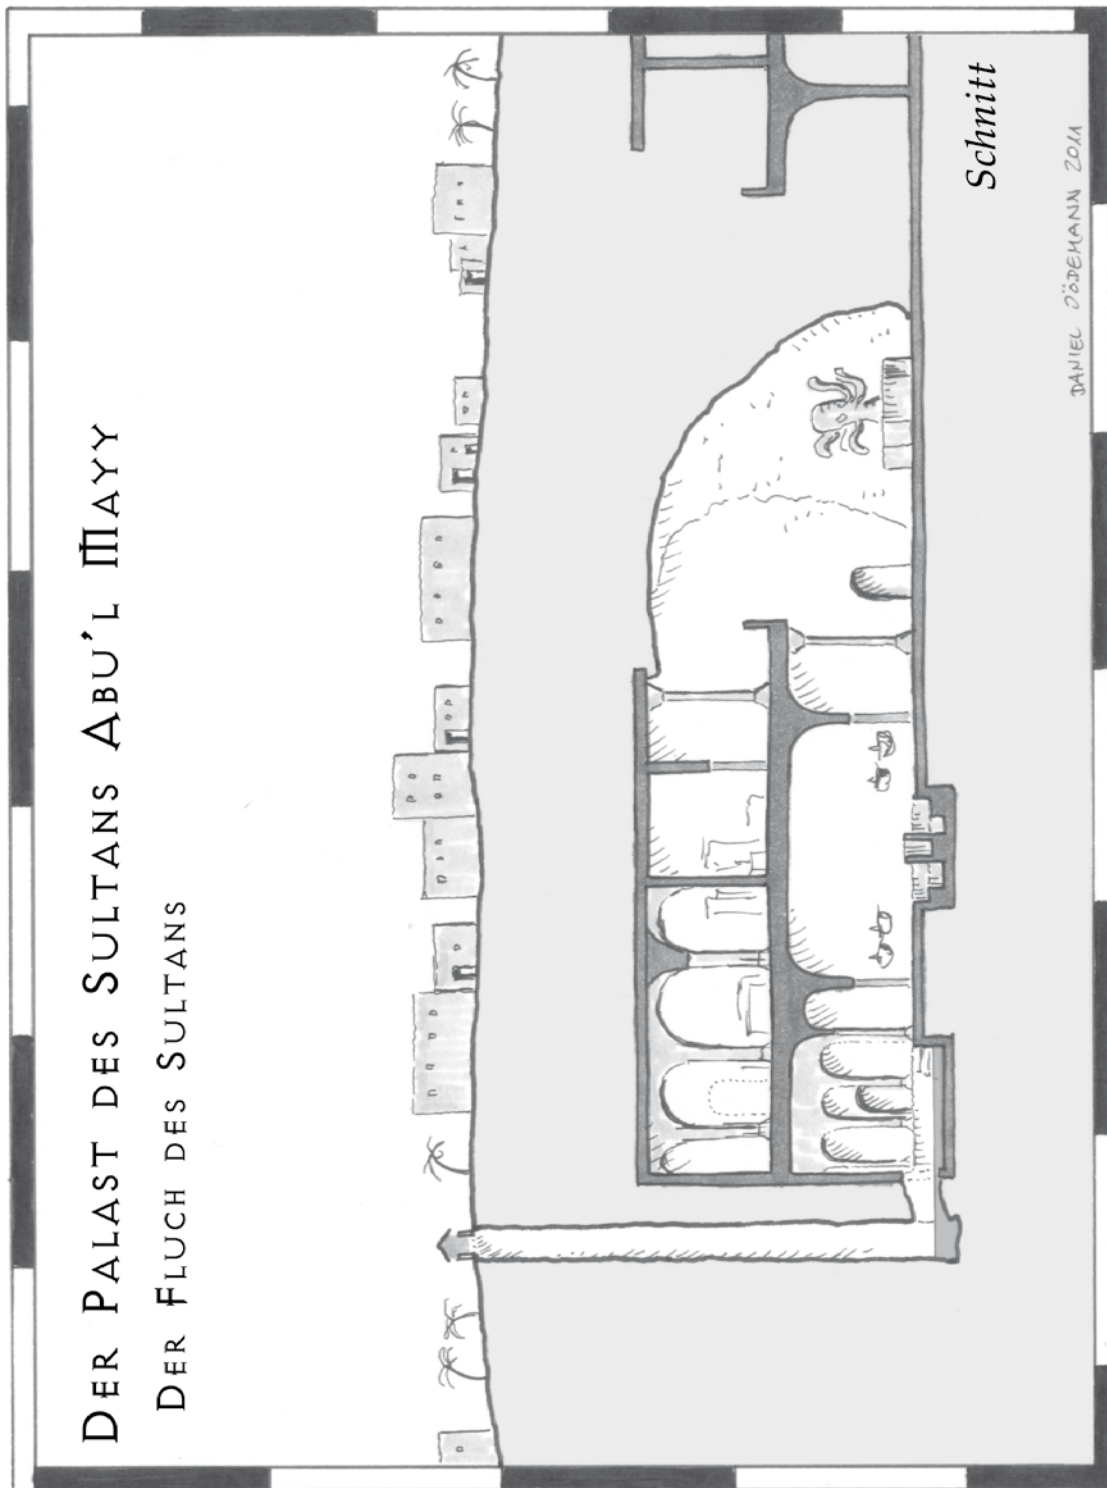 DER PALAST DES SULTANS ABU'L MAYY
DER FLUCH DES SULTANS
Schnitt
DANIEL JÖDEMANN 2011